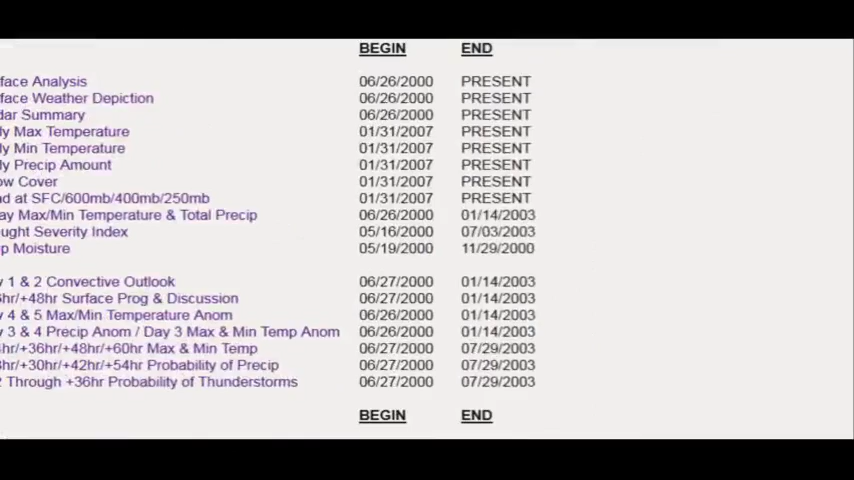 BEGIN END
face Analysis 06/26/2000 PRESENT
face Weather Depiction 06/26/2000 PRESENT
dar Summary 06/26/2000 PRESENT
ly Max Temperature 01/31/2007 PRESENT
ly Min Temperature 01/31/2007 PRESENT
ly Precip Amount 01/31/2007 PRESENT
ow Cover 01/31/2007 PRESENT
nd at SFC/600mb/400mb/250mb 01/31/2007 PRESENT
ay Max/Min Temperature & Total Precip 06/26/2000 01/14/2003
ught Severity Index 05/16/2000 07/03/2003
p Moisture 05/19/2000 11/29/2000
y 1 & 2 Convective Outlook 06/27/2000 01/14/2003
hr/+48hr Surface Prog & Discussion 06/27/2000 01/14/2003
y 4 & 5 Max/Min Temperature Anom 06/26/2000 01/14/2003
y 3 & 4 Precip Anom / Day 3 Max & Min Temp Anom 06/26/2000 01/14/2003
hr/+36hr/+48hr/+60hr Max & Min Temp 06/27/2000 07/29/2003
hr/+30hr/+42hr/+54hr Probability of Precip 06/27/2000 07/29/2003
2 Through +36hr Probability of Thunderstorms 06/27/2000 07/29/2003
BEGIN END